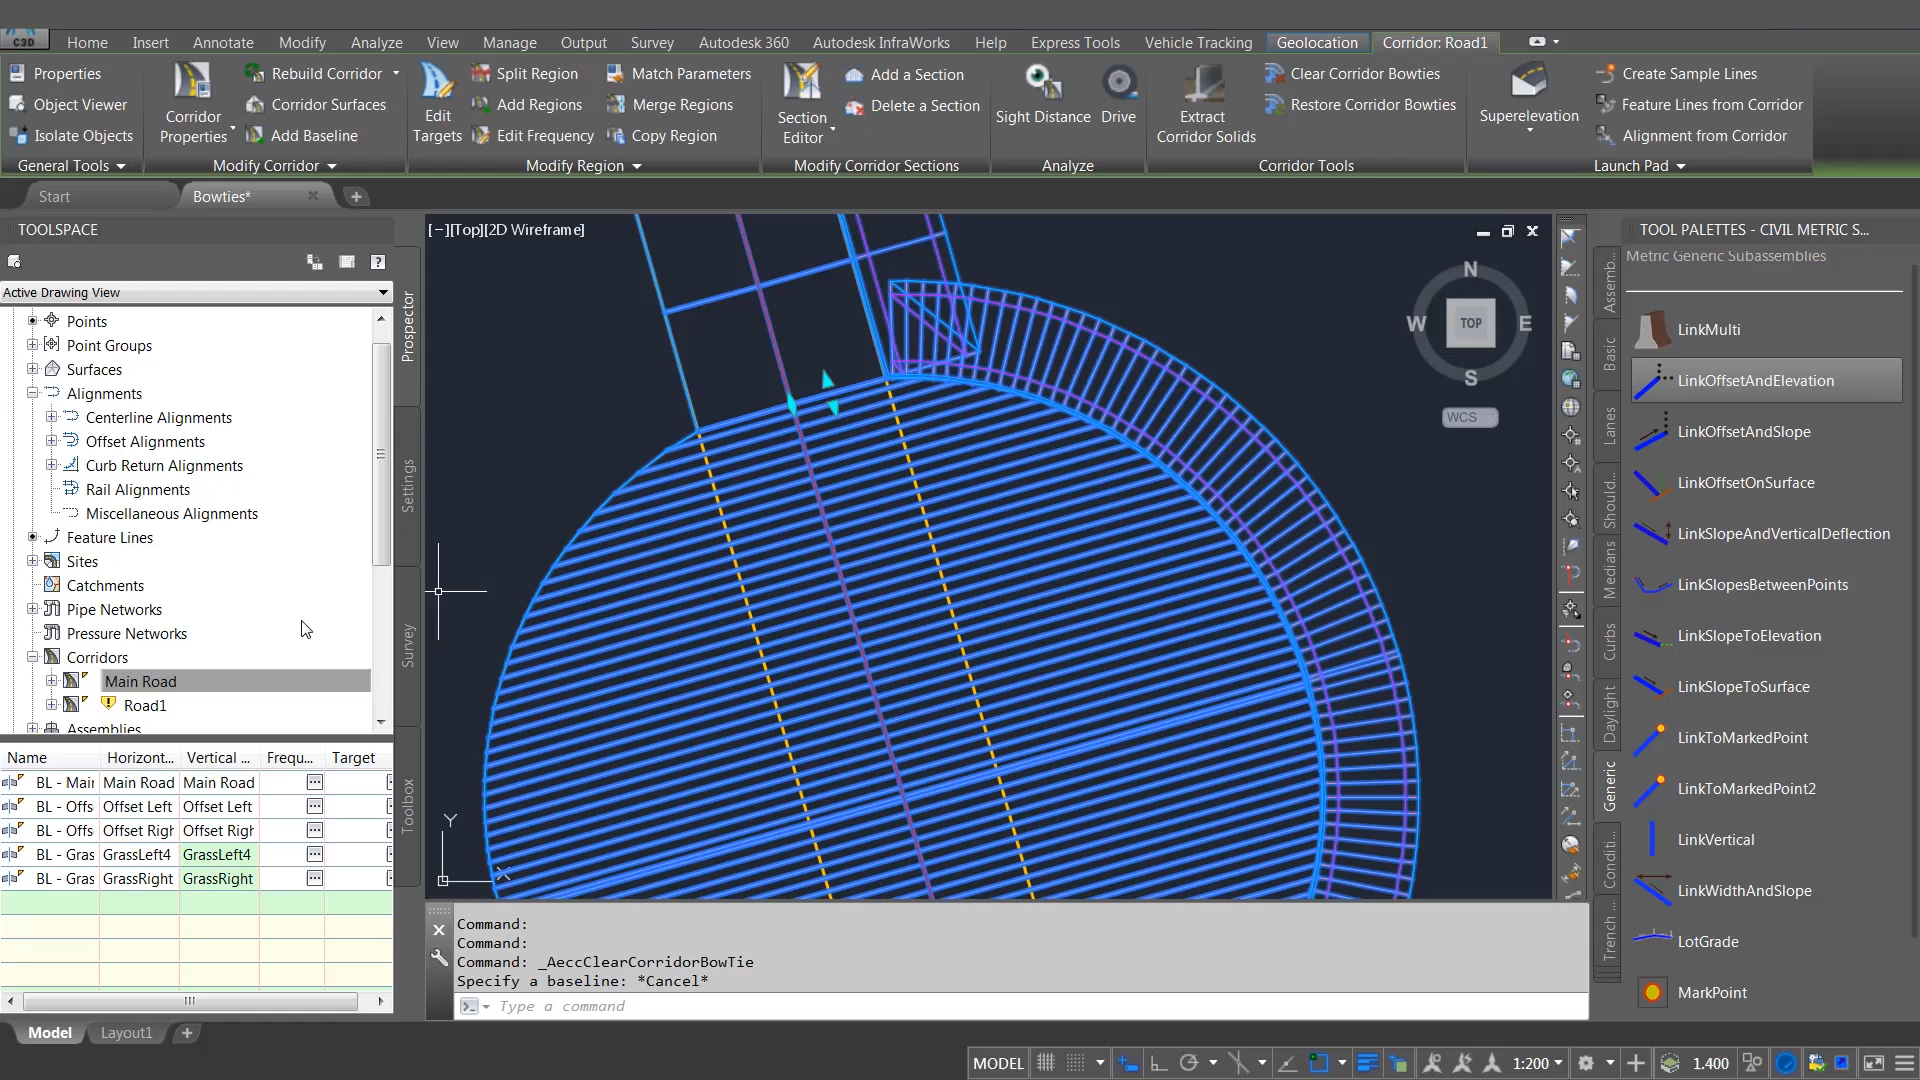 C3D
Home Insert Annotate Modify Analyze View Manage Output Survey Autodesk 360 Autodesk InfraWorks Help Express Tools Vehicle Tracking Geolocation Corridor: Road1
Properties
Object Viewer
Isolate Objects
General Tools
Corridor Properties
Rebuild Corridor
Corridor Surfaces
Add Baseline
Modify Corridor
Edit Targets
Split Region
Add Regions
Edit Frequency
Match Parameters
Merge Regions
Copy Region
Modify Region
Section Editor
Add a Section
Delete a Section
Modify Corridor Sections
Sight Distance
Drive
Analyze
Extract
Corridor Solids
Clear Corridor Bowties
Restore Corridor Bowties
Corridor Tools
Superelevation
Create Sample Lines
Feature Lines from Corridor
Alignment from Corridor
Launch Pad
Start
Bowties*
TOOLSPACE
Active Drawing View
Points
Point Groups
Surfaces
Alignments
Centerline Alignments
Offset Alignments
Curb Return Alignments
Rail Alignments
Miscellaneous Alignments
Feature Lines
Sites
Catchments
Pipe Networks
Pressure Networks
Corridors
Main Road
Road1
Assemblies
Prospector
Settings
Survey
Toolbox
Name Horizont... Vertical ... Frequ... Target
BL - Mair Main Road Main Road
BL - Offs Offset Left Offset Left
BL - Offs Offset Righ Offset Righ
BL - Gras GrassLeft4 GrassLeft4
BL - Gras GrassRight GrassRight
[−][Top][2D Wireframe]
N
W TOP E
S
WCS
Y
X
Command:
Command:
Command: _AeccClearCorridorBowTie
Specify a baseline: *Cancel*
Type a command
TOOL PALETTES - CIVIL METRIC S...
Metric Generic Subassemblies
LinkMulti
LinkOffsetAndElevation
LinkOffsetAndSlope
LinkOffsetOnSurface
LinkSlopeAndVerticalDeflection
LinkSlopesBetweenPoints
LinkSlopeToElevation
LinkSlopeToSurface
LinkToMarkedPoint
LinkToMarkedPoint2
LinkVertical
LinkWidthAndSlope
LotGrade
MarkPoint
Assemb...
Basic
Lanes
Should...
Medians
Curbs
Daylight
Generic
Conditi...
Trench ...
Model Layout1
MODEL 1:200 1.400